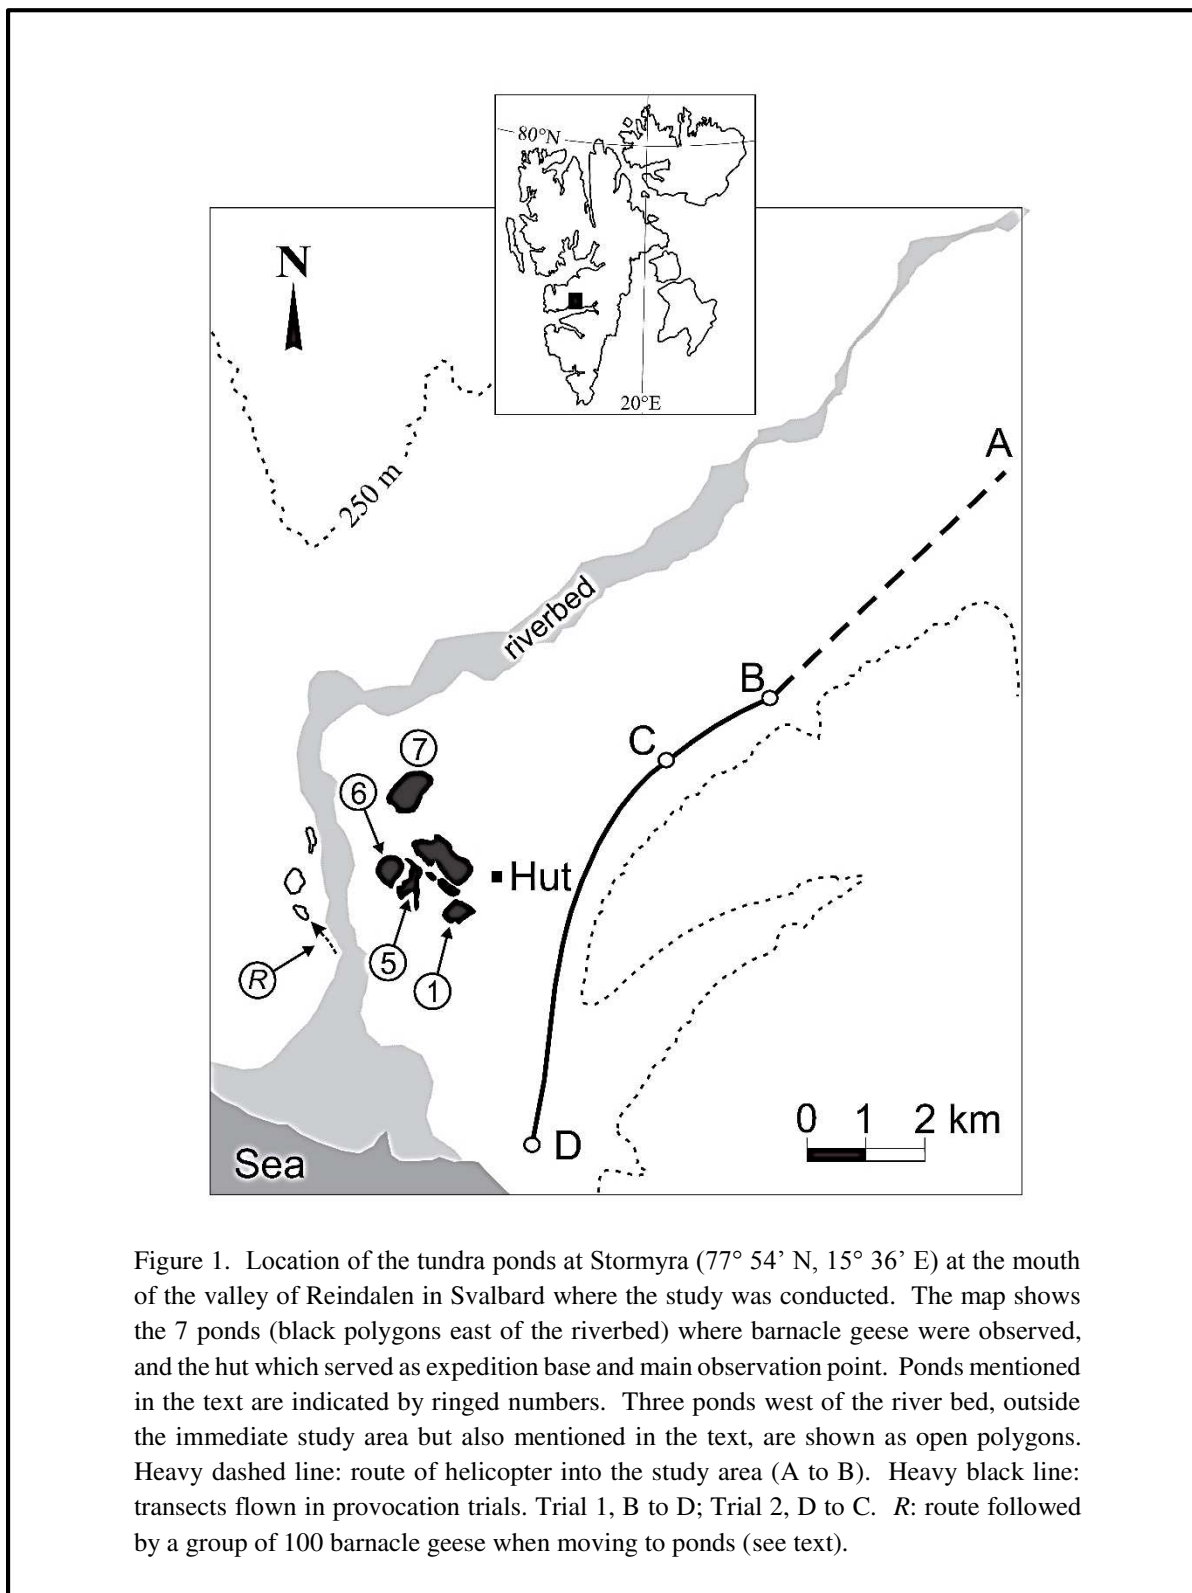 80°N
20°E
N
250 m
riverbed
A
B
C
7
6
Hut
5
1
R
D
0 1 2 km
Sea
Figure 1. Location of the tundra ponds at Stormyra (77° 54’ N, 15° 36’ E) at the mouth
of the valley of Reindalen in Svalbard where the study was conducted. The map shows
the 7 ponds (black polygons east of the riverbed) where barnacle geese were observed,
and the hut which served as expedition base and main observation point. Ponds mentioned
in the text are indicated by ringed numbers. Three ponds west of the river bed, outside
the immediate study area but also mentioned in the text, are shown as open polygons.
Heavy dashed line: route of helicopter into the study area (A to B). Heavy black line:
transects flown in provocation trials. Trial 1, B to D; Trial 2, D to C. R: route followed
by a group of 100 barnacle geese when moving to ponds (see text).